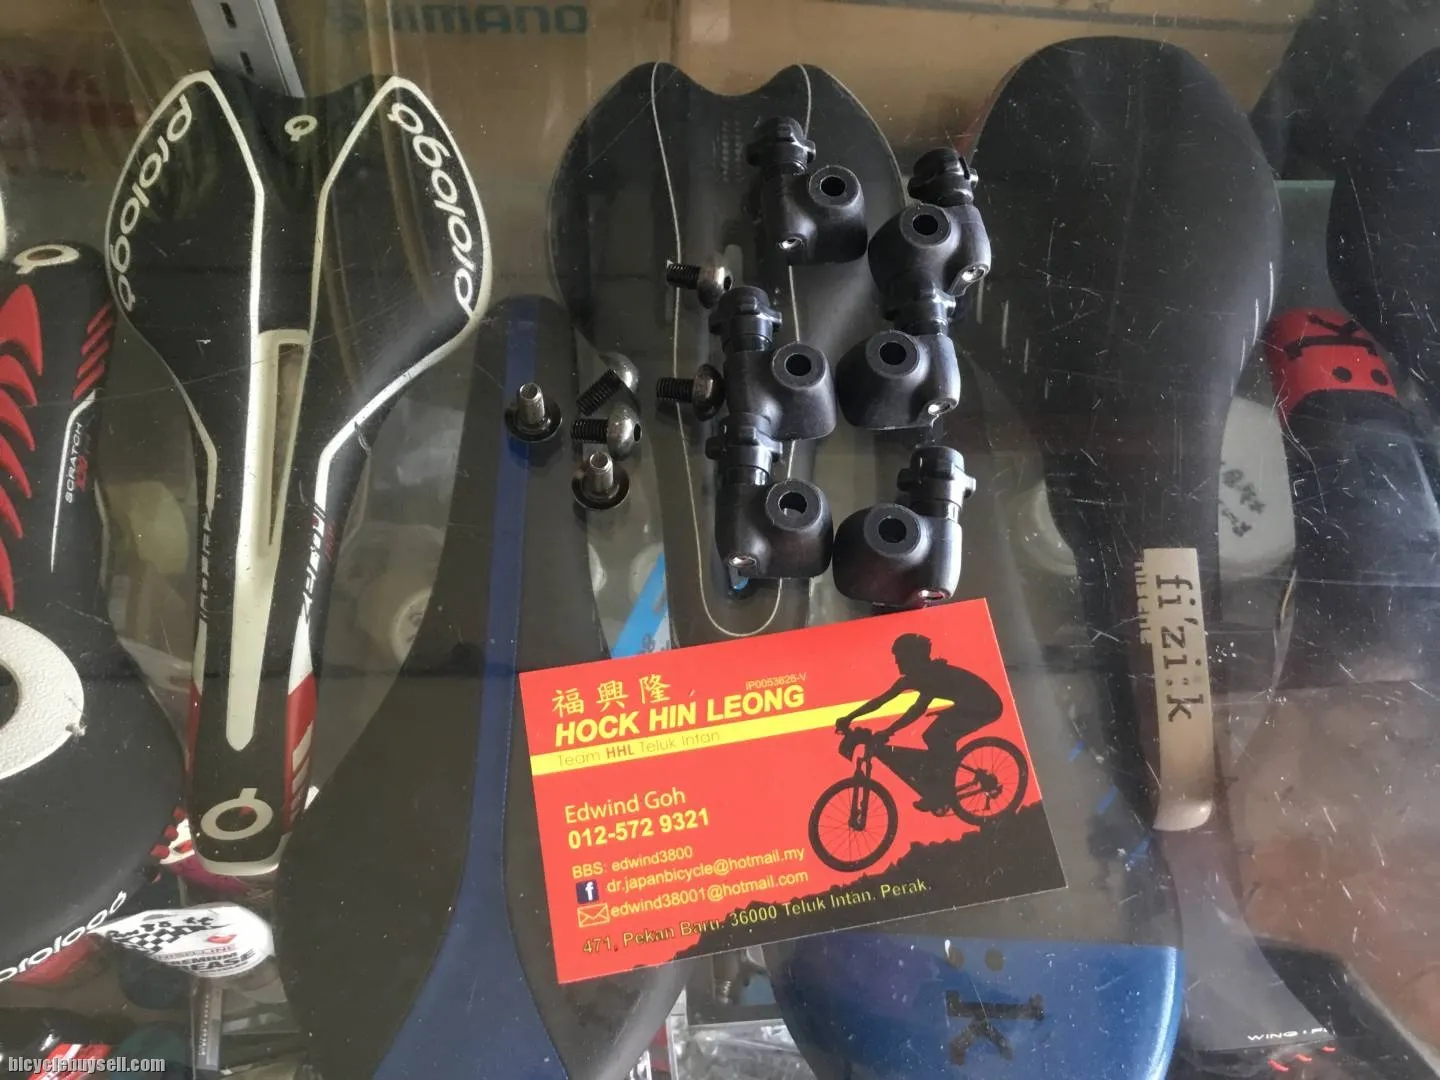 SHIMANO
prologo
prologo
SCRATCH
fi'zi:k
福興隆
IP0053626-V
HOCK HIN LEONG
Team HHL Teluk Intan
Edwind Goh
012-572 9321
BBS: edwind3800
f dr.japanbicycle@hotmail.my
edwind38001@hotmail.com
471, Pekan Baru. 36000 Teluk Intan. Perak.
prologo
PREMIUM
GREASE
:k
bicyclebuysell.com